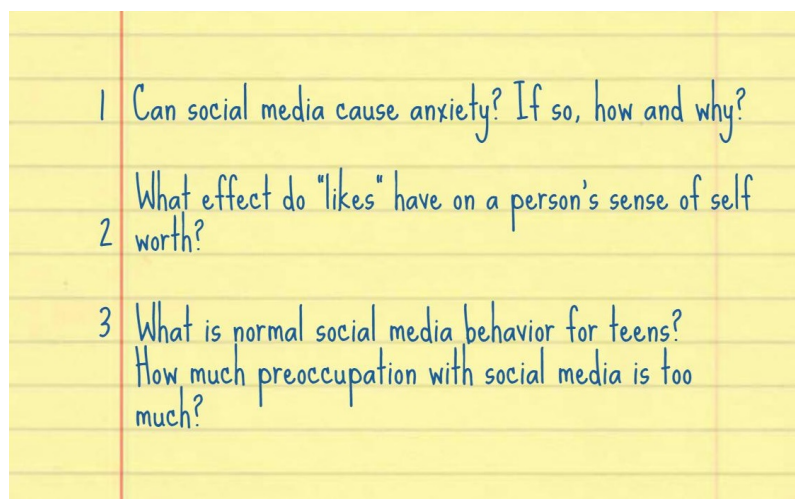 1 Can social media cause anxiety? If so, how and why?
What effect do "likes" have on a person's sense of self
2 worth?
3 What is normal social media behavior for teens?
How much preoccupation with social media is too
much?